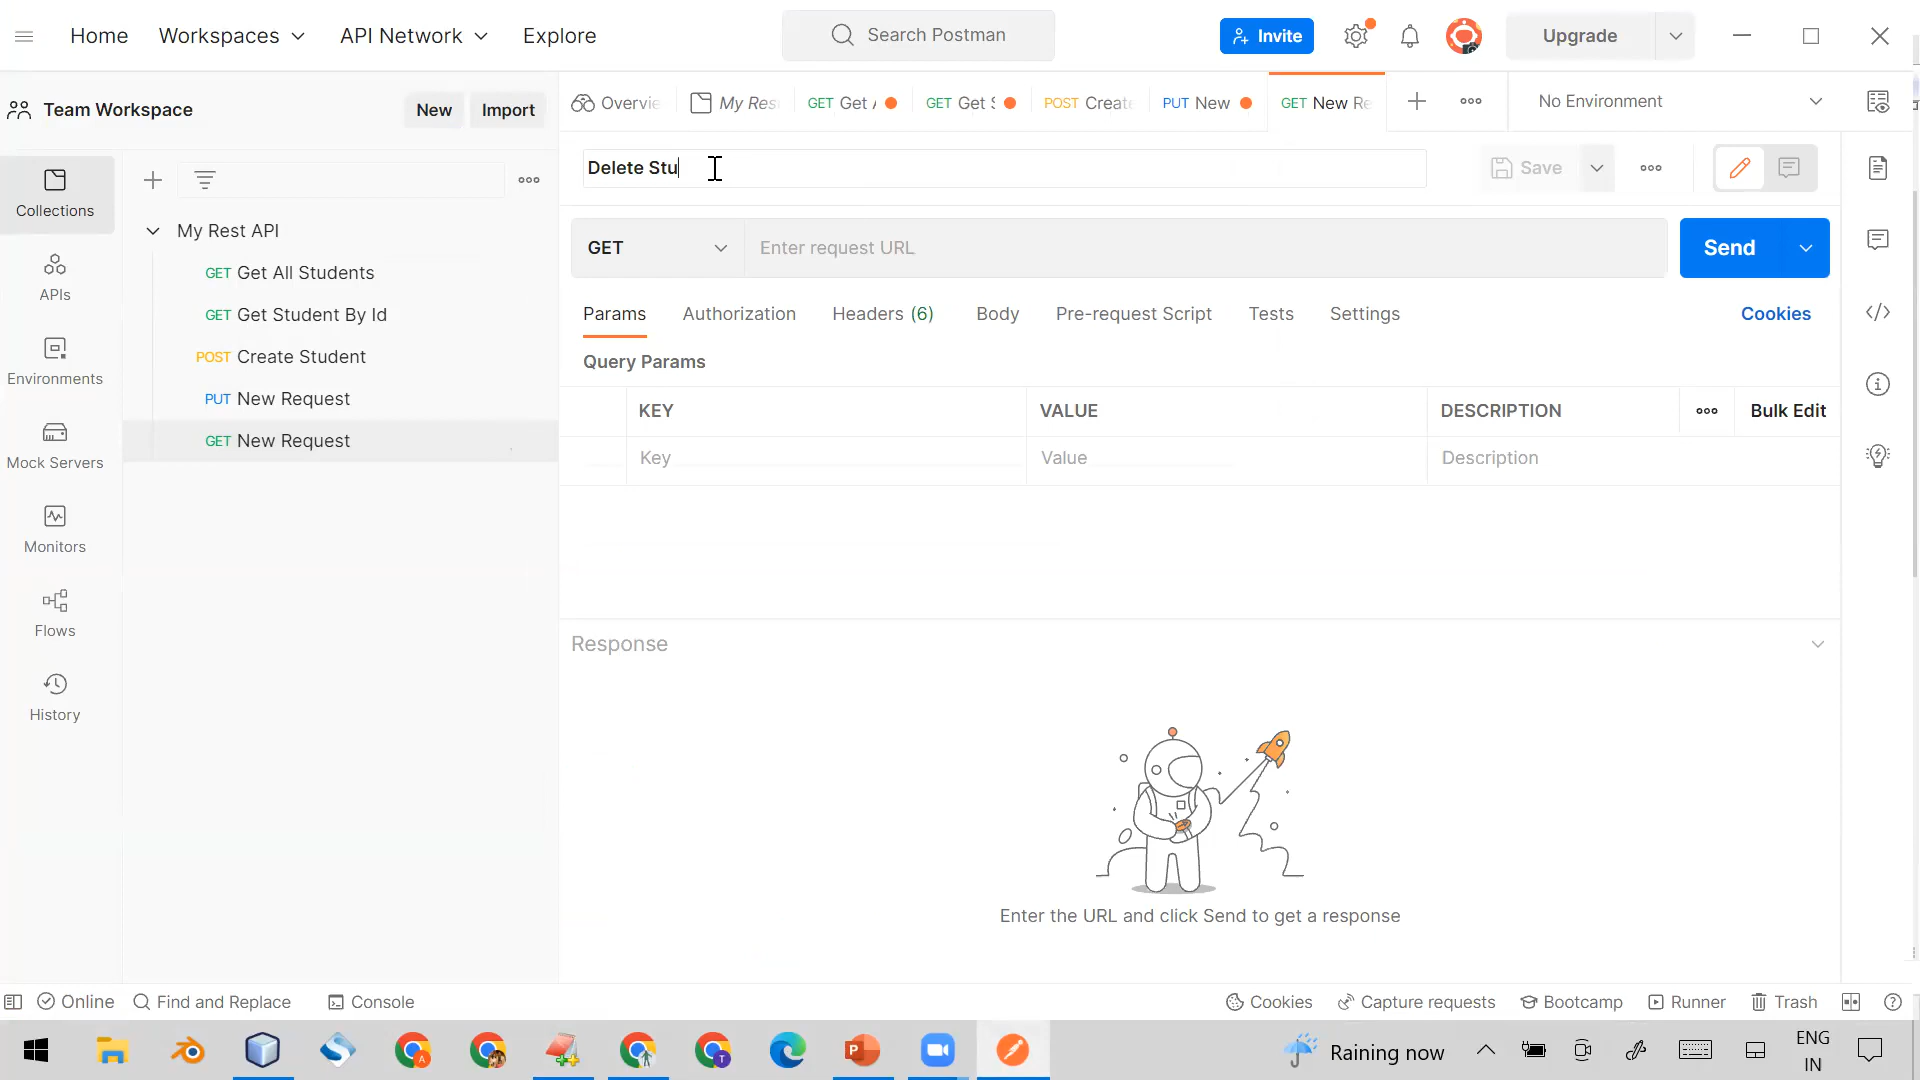 Home
Workspaces
API Network
Explore
Search Postman
Invite
Upgrade
Team Workspace
New
Import
Overvie
My Res
GET Get A
GET Get S
POST Create
PUT New
GET New Re
No Environment
Collections
APIs
Environments
Mock Servers
Monitors
Flows
History
My Rest API
GET Get All Students
GET Get Student By Id
POST Create Student
PUT New Request
GET New Request
Delete Stu
Save
GET
Enter request URL
Send
Params
Authorization
Headers (6)
Body
Pre-request Script
Tests
Settings
Cookies
Query Params
KEY
VALUE
DESCRIPTION
Bulk Edit
Key
Value
Description
Response
Enter the URL and click Send to get a response
Online
Find and Replace
Console
Cookies
Capture requests
Bootcamp
Runner
Trash
A
T
P
Raining now
ENG
IN